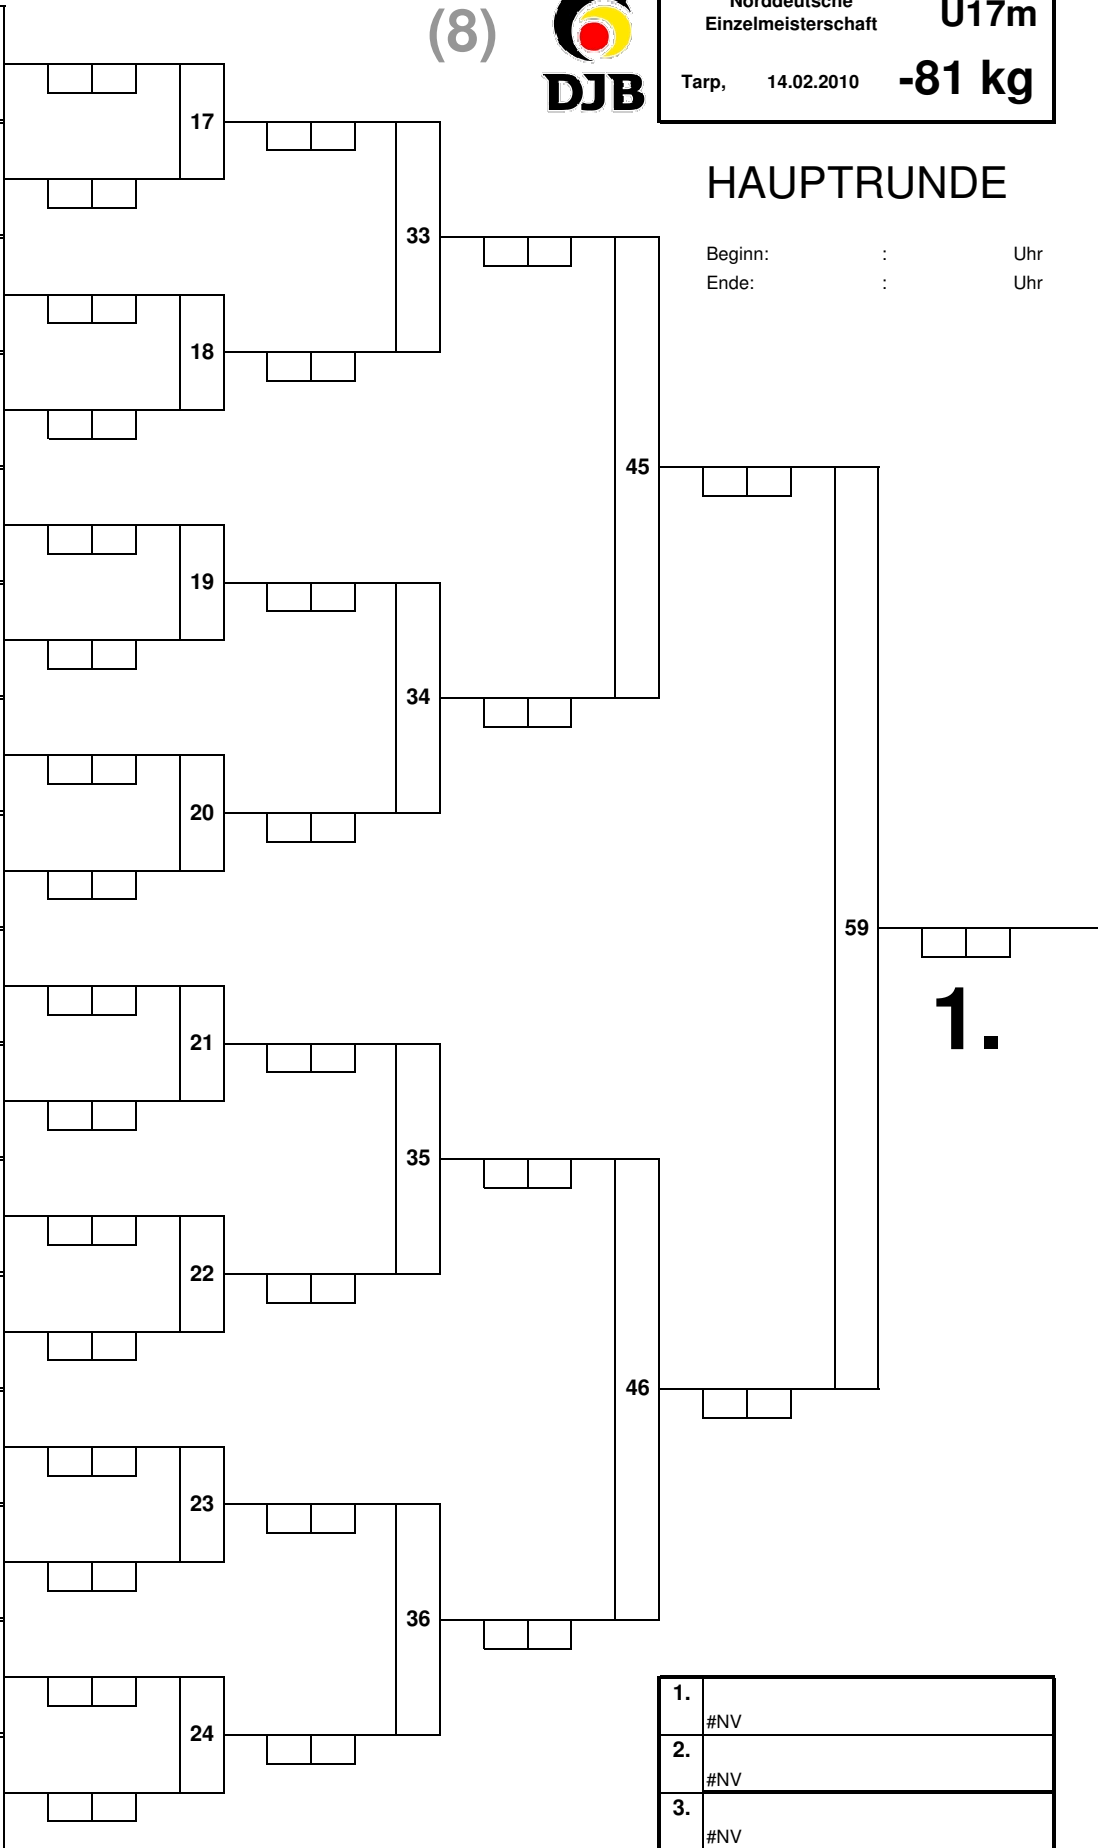 Norddeutsche
(8)
U17m
Einzelmeisterschaft
DJB
Tarp, 14.02.2010 -81 kg
17
HAUPTRUNDE
33
Beginn: : Uhr
Ende: : Uhr
18
45
19
34
20
59
1.
21
35
22
46
23
36
1.
#NV
24
2.
#NV
3.
#NV